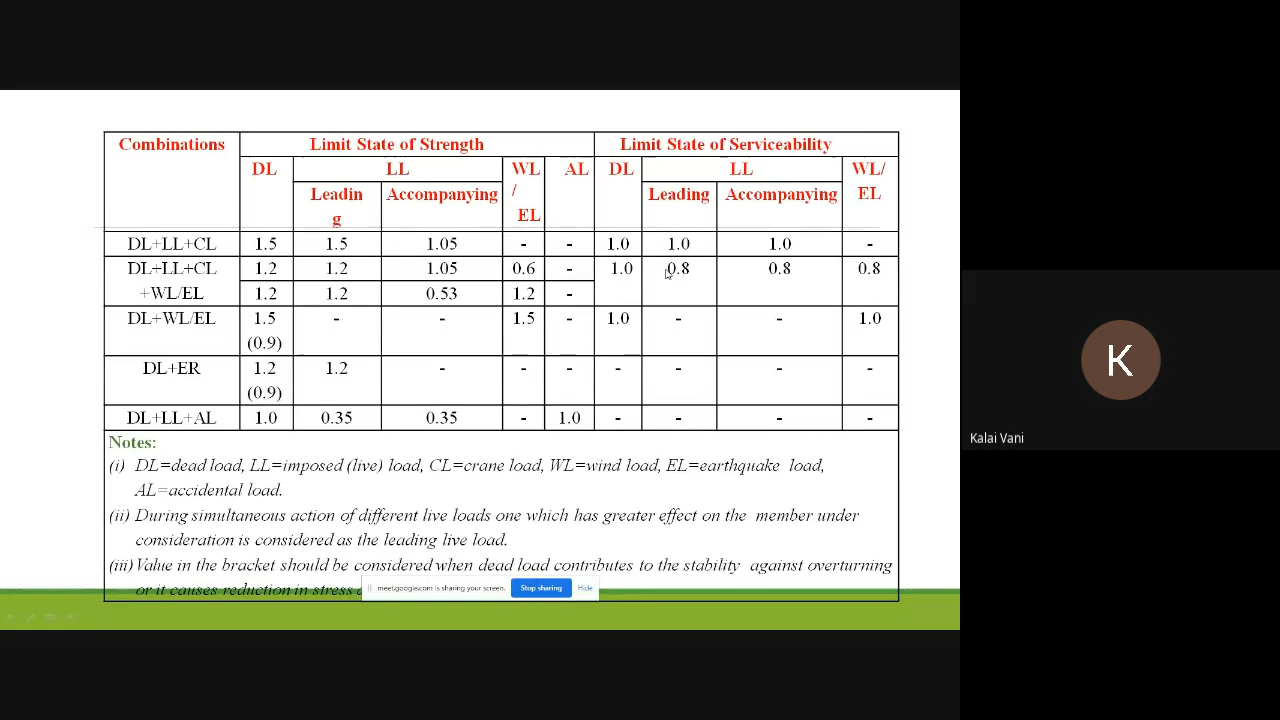 Combinations Limit State of Strength Limit State of Serviceability
DL LL WL/ EL AL DL LL WL/ EL
Leadin g Accompanying Leading Accompanying
DL+LL+CL 1.5 1.5 1.05 - - 1.0 1.0 1.0 -
DL+LL+CL 1.2 1.2 1.05 0.6 - 1.0 0.8 0.8 0.8
+WL/EL 1.2 1.2 0.53 1.2 -
DL+WL/EL 1.5 - - 1.5 - 1.0 - - 1.0
(0.9)
DL+ER 1.2 1.2 - - - - - - -
(0.9)
DL+LL+AL 1.0 0.35 0.35 - 1.0 - - - -
Notes:
(i) DL=dead load, LL=imposed (live) load, CL=crane load, WL=wind load, EL=earthquake load,
AL=accidental load.
(ii) During simultaneous action of different live loads one which has greater effect on the member under
consideration is considered as the leading live load.
(iii) Value in the bracket should be considered when dead load contributes to the stability against overturning
or it causes reduction in stress
meet.google.com is sharing your screen. Stop sharing Hide
K
Kalai Vani